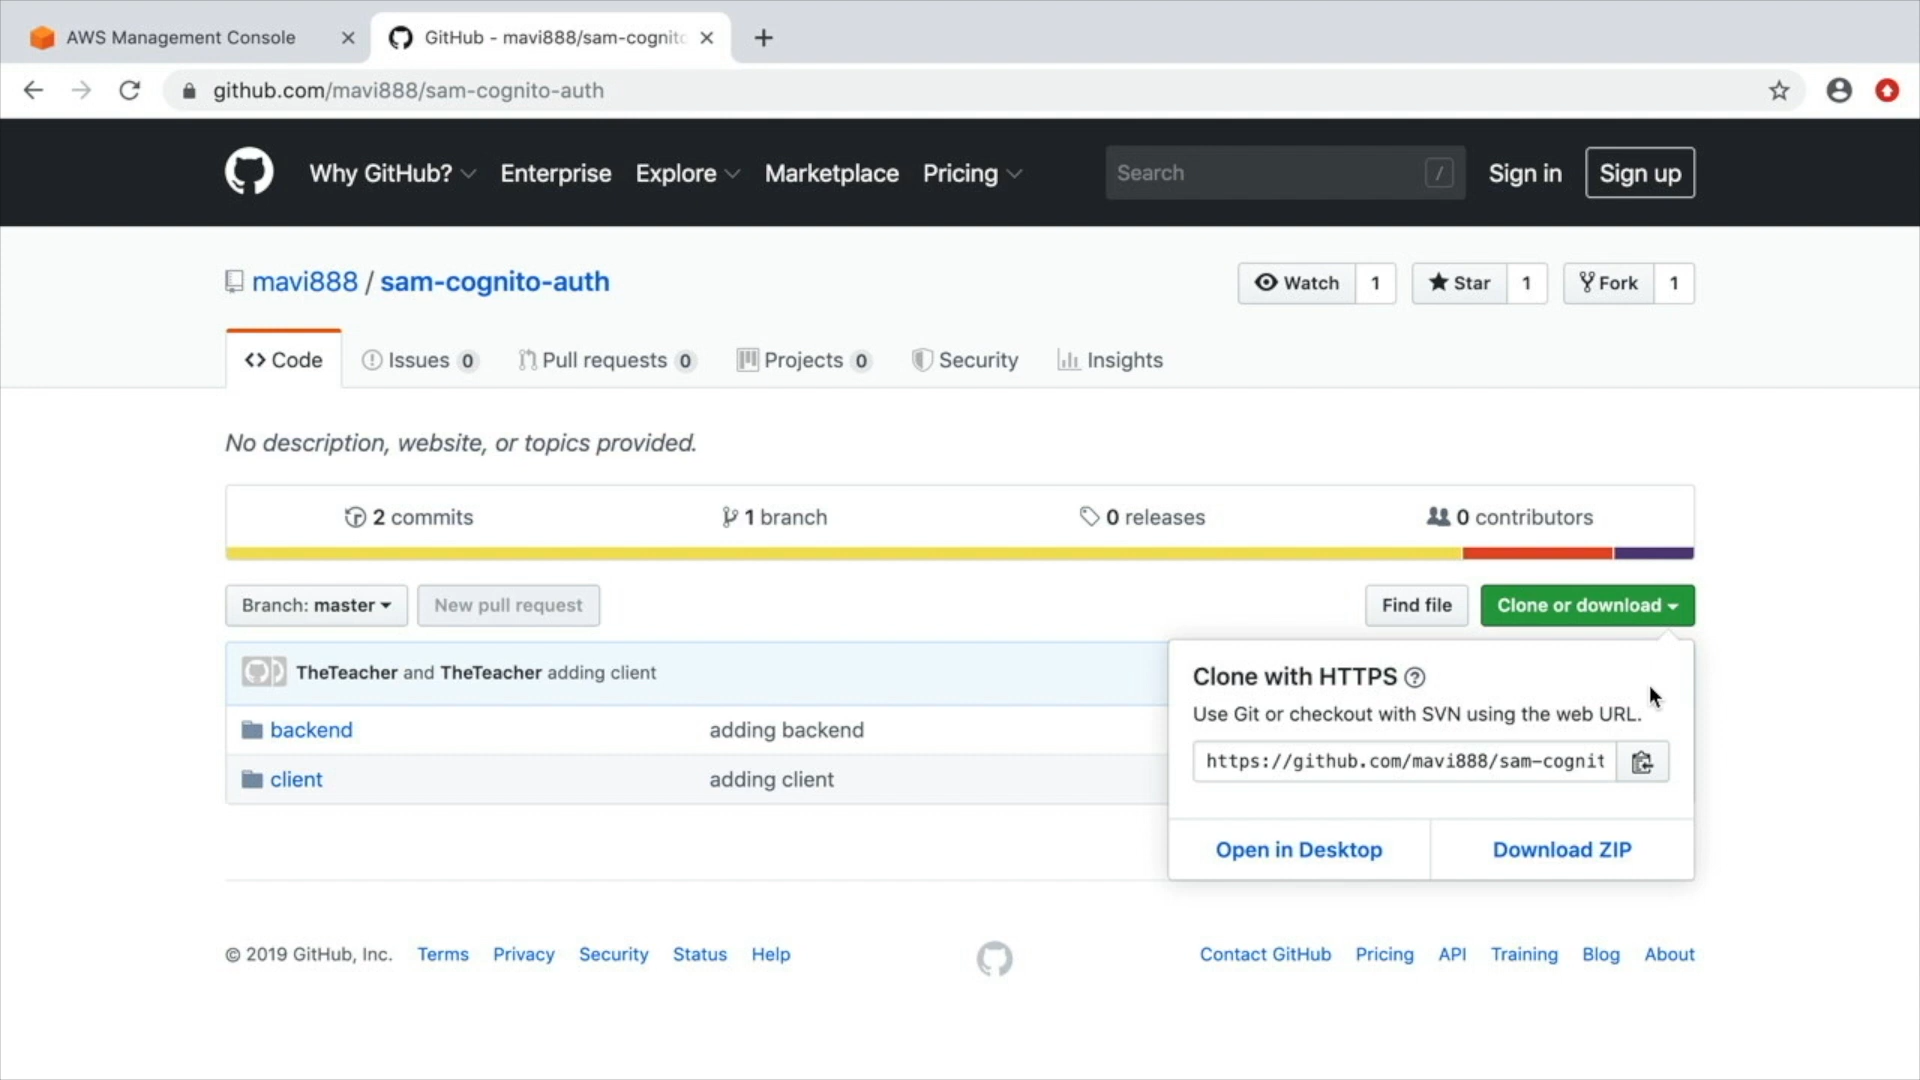 AWS Management Console
GitHub - mavi888/sam-cognito
github.com/mavi888/sam-cognito-auth
Why GitHub? Enterprise Explore Marketplace Pricing Search / Sign in Sign up
mavi888 / sam-cognito-auth
Watch 1 Star 1 Fork 1
Code Issues 0 Pull requests 0 Projects 0 Security Insights
No description, website, or topics provided.
2 commits 1 branch 0 releases 0 contributors
Branch: master New pull request Find file Clone or download
TheTeacher and TheTeacher adding client
backend adding backend
client adding client
Clone with HTTPS
Use Git or checkout with SVN using the web URL.
https://github.com/mavi888/sam-cognit
Open in Desktop Download ZIP
© 2019 GitHub, Inc. Terms Privacy Security Status Help Contact GitHub Pricing API Training Blog About